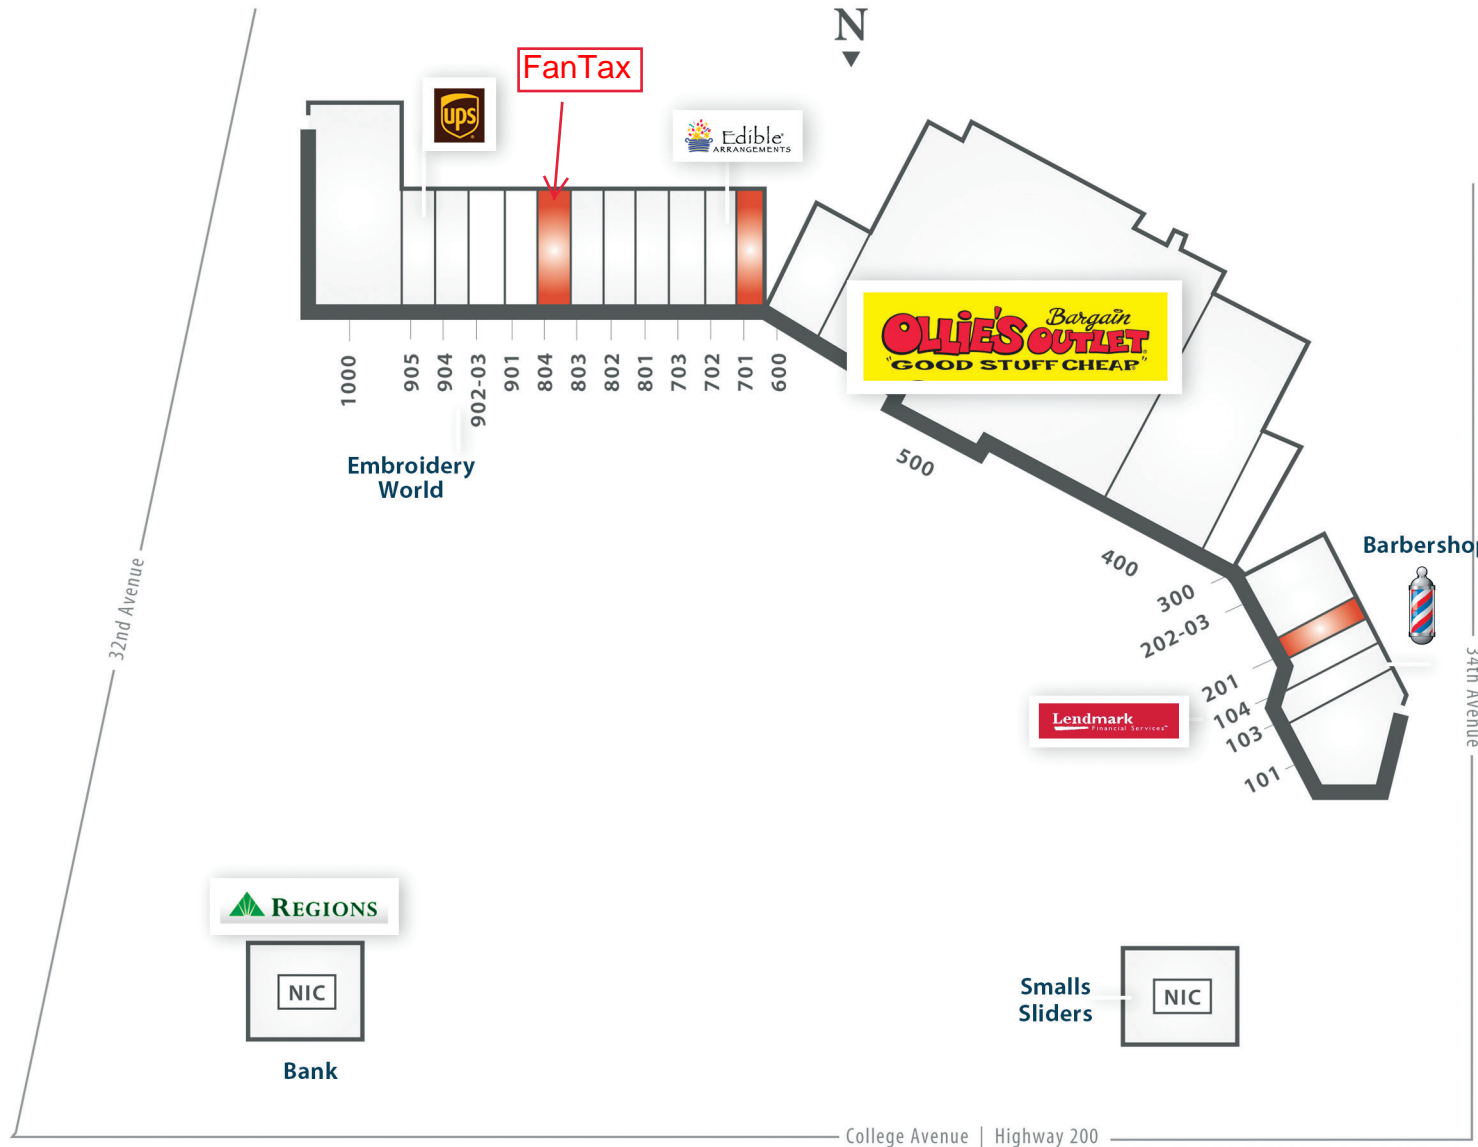 N
FanTax
ups
Edible
ARRANGEMENTS
OLLIE'S Bargain
OUTLET
"GOOD STUFF CHEAP"
1000
905
904
902-03
901
804
803
802
801
703
702
701
600
Embroidery
World
500
400
300
202-03
201
104
103
101
Barbershop
Lendmark
Financial Services
32nd Avenue
34th Avenue
REGIONS
NIC
Bank
Smalls
Sliders
NIC
College Avenue | Highway 200